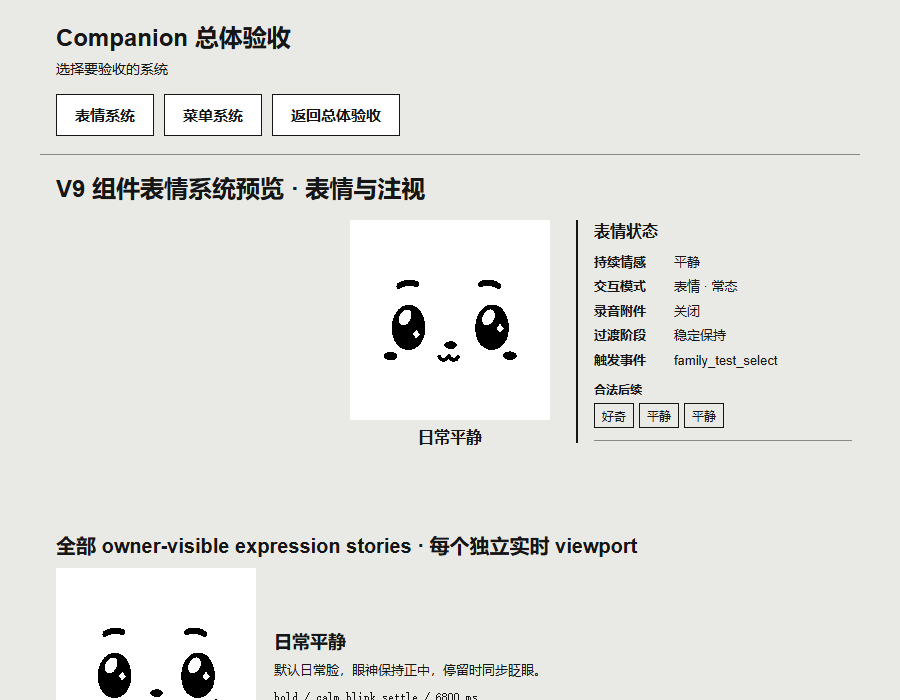 Companion 总体验收
选择要验收的系统
表情系统 菜单系统 返回总体验收
V9 组件表情系统预览 · 表情与注视
日常平静
表情状态
持续情感 平静
交互模式 表情 · 常态
录音附件 关闭
过渡阶段 稳定保持
触发事件 family_test_select
合法后续
好奇 平静 平静
全部 owner-visible expression stories · 每个独立实时 viewport
日常平静
默认日常脸，眼神保持正中，停留时同步眨眼。
hold / calm_blink_settle / 6800 ms